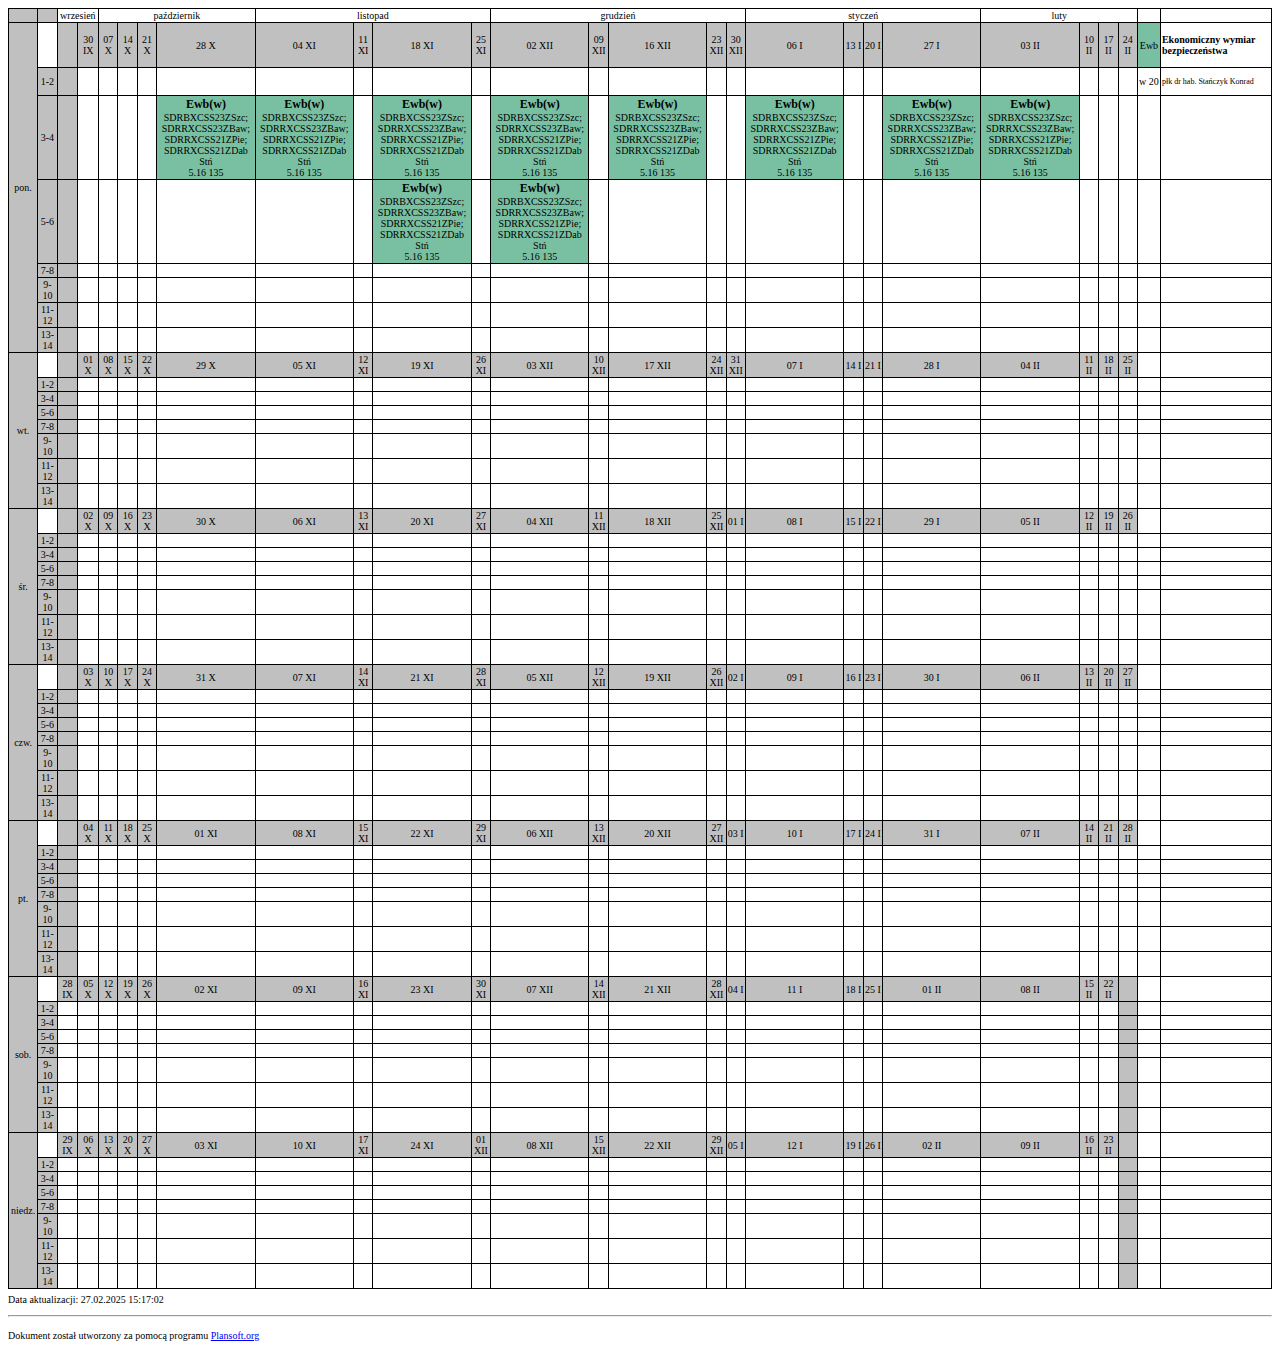 wrzesień październik listopad grudzień styczeń luty
pon. 30 IX 07 X 14 X 21 X 28 X 04 XI 11 XI 18 XI 25 XI 02 XII 09 XII 16 XII 23 XII 30 XII 06 I 13 I 20 I 27 I 03 II 10 II 17 II 24 II Ewb Ekonomiczny wymiar bezpieczeństwa
1-2 w 20 płk dr hab. Stańczyk Konrad
3-4 Ewb(w) Ewb(w) Ewb(w) Ewb(w) Ewb(w) Ewb(w) Ewb(w) Ewb(w)
SDRBXCSS23ZSzc; SDRBXCSS23ZSzc; SDRBXCSS23ZSzc; SDRBXCSS23ZSzc; SDRBXCSS23ZSzc; SDRBXCSS23ZSzc; SDRBXCSS23ZSzc; SDRBXCSS23ZSzc;
SDRRXCSS23ZBaw; SDRRXCSS23ZBaw; SDRRXCSS23ZBaw; SDRRXCSS23ZBaw; SDRRXCSS23ZBaw; SDRRXCSS23ZBaw; SDRRXCSS23ZBaw; SDRRXCSS23ZBaw;
SDRRXCSS21ZPie; SDRRXCSS21ZPie; SDRRXCSS21ZPie; SDRRXCSS21ZPie; SDRRXCSS21ZPie; SDRRXCSS21ZPie; SDRRXCSS21ZPie; SDRRXCSS21ZPie;
SDRRXCSS21ZDab SDRRXCSS21ZDab SDRRXCSS21ZDab SDRRXCSS21ZDab SDRRXCSS21ZDab SDRRXCSS21ZDab SDRRXCSS21ZDab SDRRXCSS21ZDab
Stń Stń Stń Stń Stń Stń Stń Stń
5.16 135 5.16 135 5.16 135 5.16 135 5.16 135 5.16 135 5.16 135 5.16 135
5-6 Ewb(w) Ewb(w)
SDRBXCSS23ZSzc; SDRBXCSS23ZSzc;
SDRRXCSS23ZBaw; SDRRXCSS23ZBaw;
SDRRXCSS21ZPie; SDRRXCSS21ZPie;
SDRRXCSS21ZDab SDRRXCSS21ZDab
Stń Stń
5.16 135 5.16 135
7-8
9-10
11-12
13-14
wt. 01 X 08 X 15 X 22 X 29 X 05 XI 12 XI 19 XI 26 XI 03 XII 10 XII 17 XII 24 XII 31 XII 07 I 14 I 21 I 28 I 04 II 11 II 18 II 25 II
1-2
3-4
5-6
7-8
9-10
11-12
13-14
śr. 02 X 09 X 16 X 23 X 30 X 06 XI 13 XI 20 XI 27 XI 04 XII 11 XII 18 XII 25 XII 01 I 08 I 15 I 22 I 29 I 05 II 12 II 19 II 26 II
1-2
3-4
5-6
7-8
9-10
11-12
13-14
czw. 03 X 10 X 17 X 24 X 31 X 07 XI 14 XI 21 XI 28 XI 05 XII 12 XII 19 XII 26 XII 02 I 09 I 16 I 23 I 30 I 06 II 13 II 20 II 27 II
1-2
3-4
5-6
7-8
9-10
11-12
13-14
pt. 04 X 11 X 18 X 25 X 01 XI 08 XI 15 XI 22 XI 29 XI 06 XII 13 XII 20 XII 27 XII 03 I 10 I 17 I 24 I 31 I 07 II 14 II 21 II 28 II
1-2
3-4
5-6
7-8
9-10
11-12
13-14
sob. 28 IX 05 X 12 X 19 X 26 X 02 XI 09 XI 16 XI 23 XI 30 XI 07 XII 14 XII 21 XII 28 XII 04 I 11 I 18 I 25 I 01 II 08 II 15 II 22 II
1-2
3-4
5-6
7-8
9-10
11-12
13-14
niedz. 29 IX 06 X 13 X 20 X 27 X 03 XI 10 XI 17 XI 24 XI 01 XII 08 XII 15 XII 22 XII 29 XII 05 I 12 I 19 I 26 I 02 II 09 II 16 II 23 II
1-2
3-4
5-6
7-8
9-10
11-12
13-14
Data aktualizacji: 27.02.2025 15:17:02
Dokument został utworzony za pomocą programu Plansoft.org